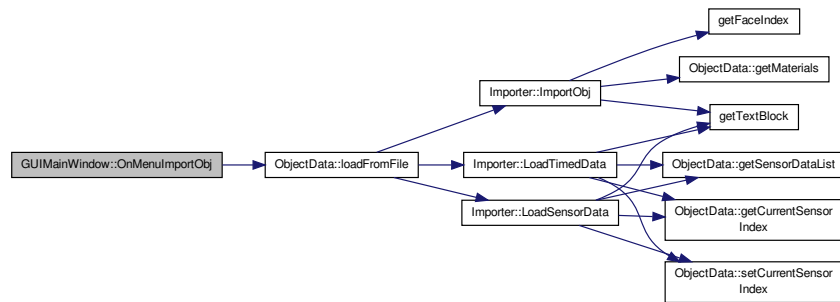 GUIMainWindow::OnMenuImportObj
ObjectData::loadFromFile
Importer::ImportObj
Importer::LoadTimedData
Importer::LoadSensorData
getFaceIndex
ObjectData::getMaterials
getTextBlock
ObjectData::getSensorDataList
ObjectData::getCurrentSensor
Index
ObjectData::setCurrentSensor
Index